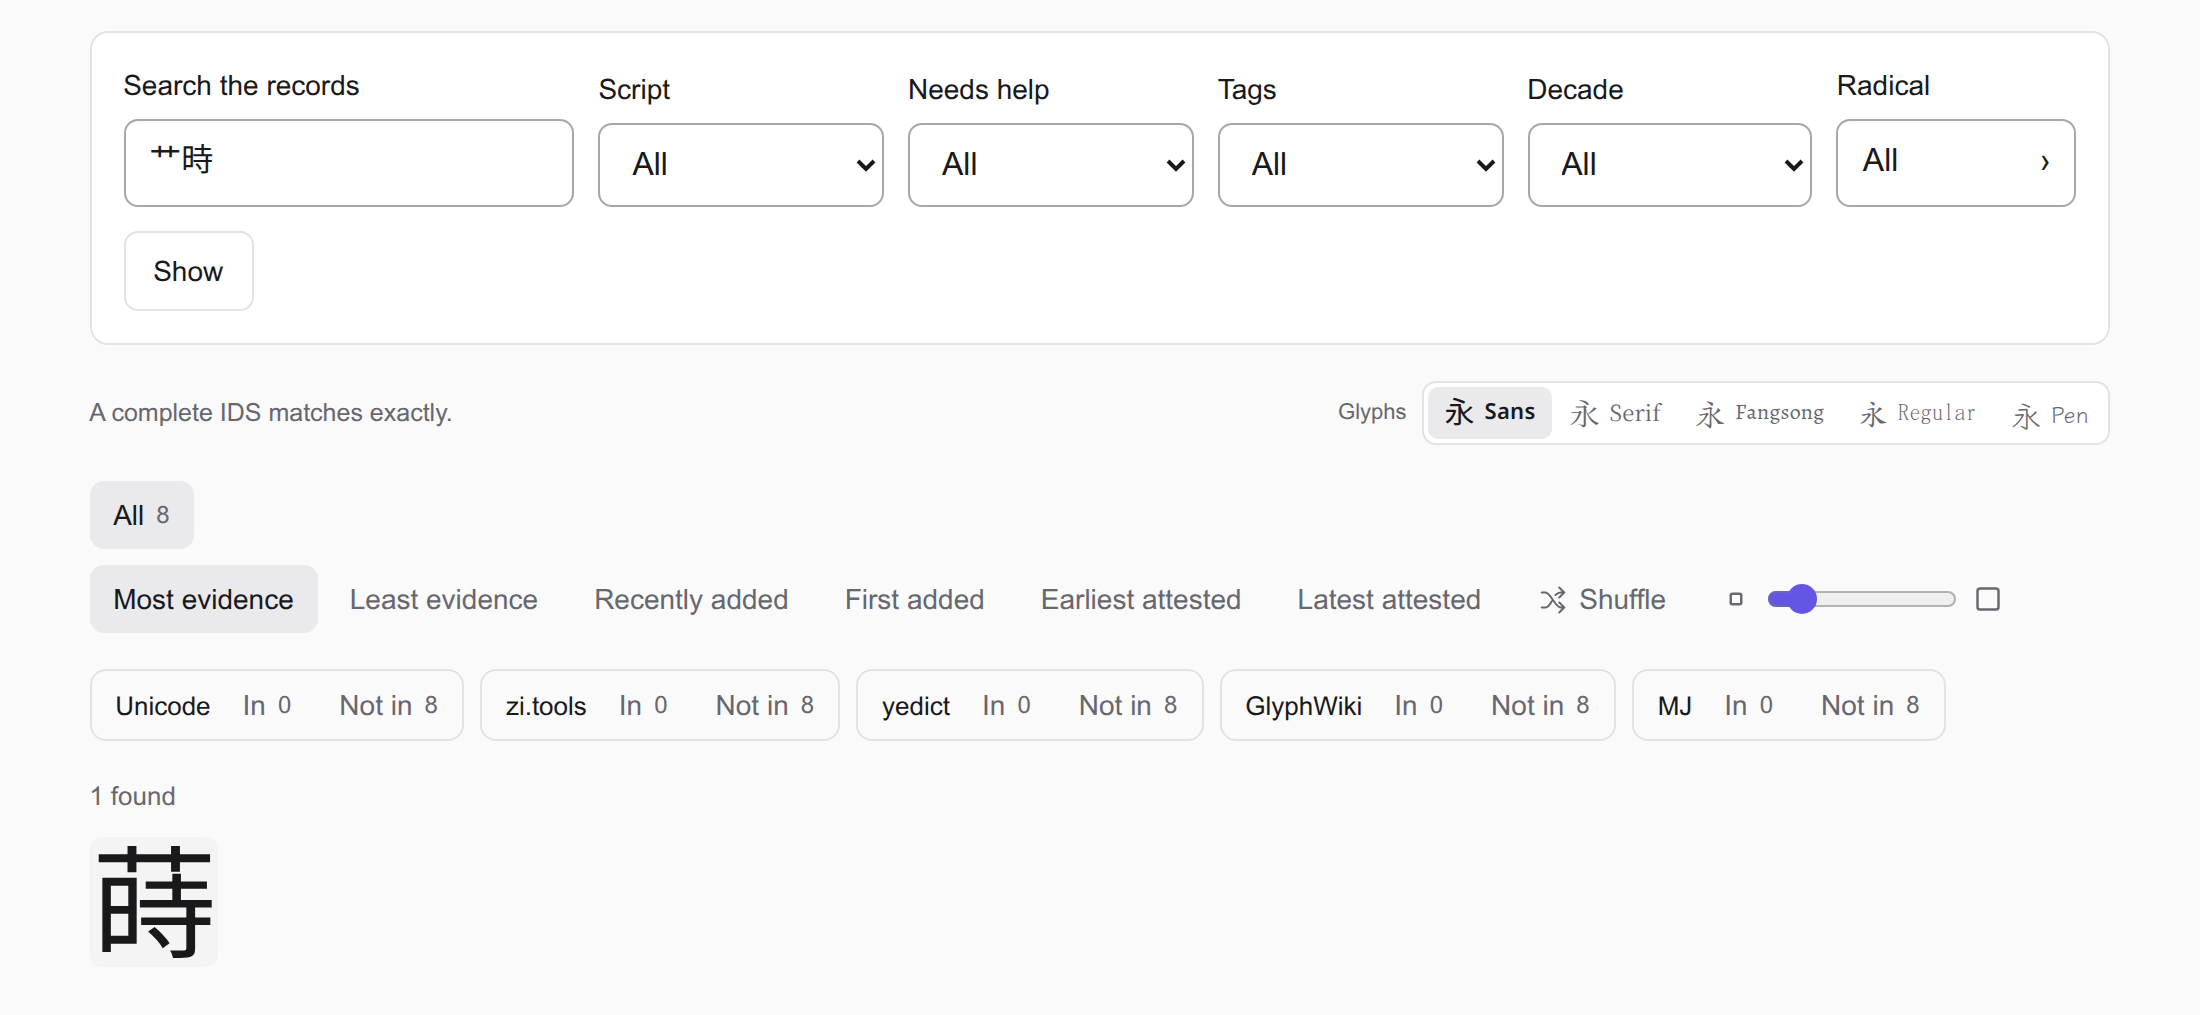 Search the records
Script
Needs help
Tags
Decade
Radical
艹時
All
All
All
All
All ›
Show
A complete IDS matches exactly.
Glyphs
永 Sans
永 Serif
永 Fangsong
永 Regular
永 Pen
All 8
Most evidence
Least evidence
Recently added
First added
Earliest attested
Latest attested
Shuffle
Unicode In 0 Not in 8
zi.tools In 0 Not in 8
yedict In 0 Not in 8
GlyphWiki In 0 Not in 8
MJ In 0 Not in 8
1 found
蒔